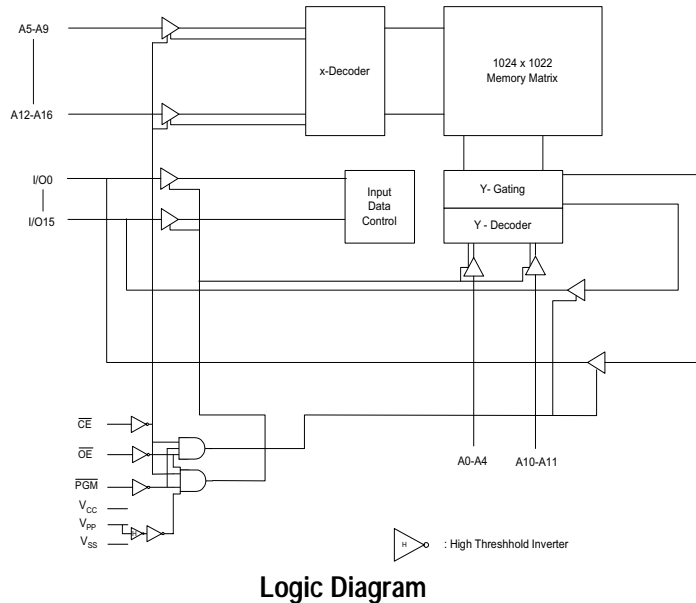 A5-A9
A12-A16
x-Decoder
1024 x 1022
Memory Matrix
I/O0
I/O15
Input
Data
Control
Y- Gating
Y - Decoder
CE
OE
PGM
VCC
VPP
VSS
H
A0-A4
A10-A11
H
: High Threshhold Inverter
Logic Diagram